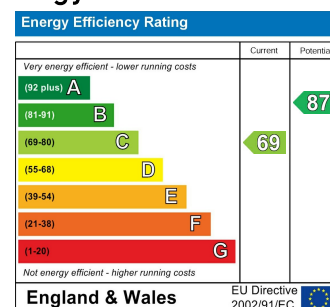 Energy Efficiency Rating
Current Potential
Very energy efficient - lower running costs
(92 plus) A
(81-91) B
87
(69-80) C 69
(55-68) D
(39-54) E
(21-38) F
(1-20) G
Not energy efficient - higher running costs
England & Wales
EU Directive
2002/91/EC